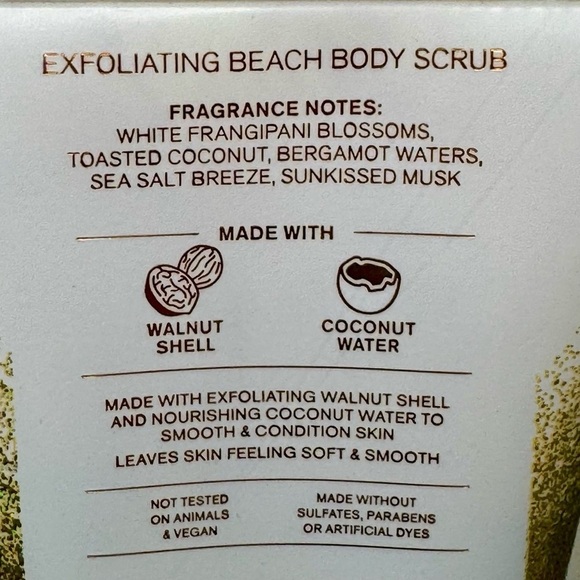 EXFOLIATING BEACH BODY SCRUB
FRAGRANCE NOTES:
WHITE FRANGIPANI BLOSSOMS,
TOASTED COCONUT, BERGAMOT WATERS,
SEA SALT BREEZE, SUNKISSED MUSK
MADE WITH
WALNUT
SHELL
COCONUT
WATER
MADE WITH EXFOLIATING WALNUT SHELL
AND NOURISHING COCONUT WATER TO
SMOOTH & CONDITION SKIN
LEAVES SKIN FEELING SOFT & SMOOTH
NOT TESTED
ON ANIMALS
& VEGAN
MADE WITHOUT
SULFATES, PARABENS
OR ARTIFICIAL DYES